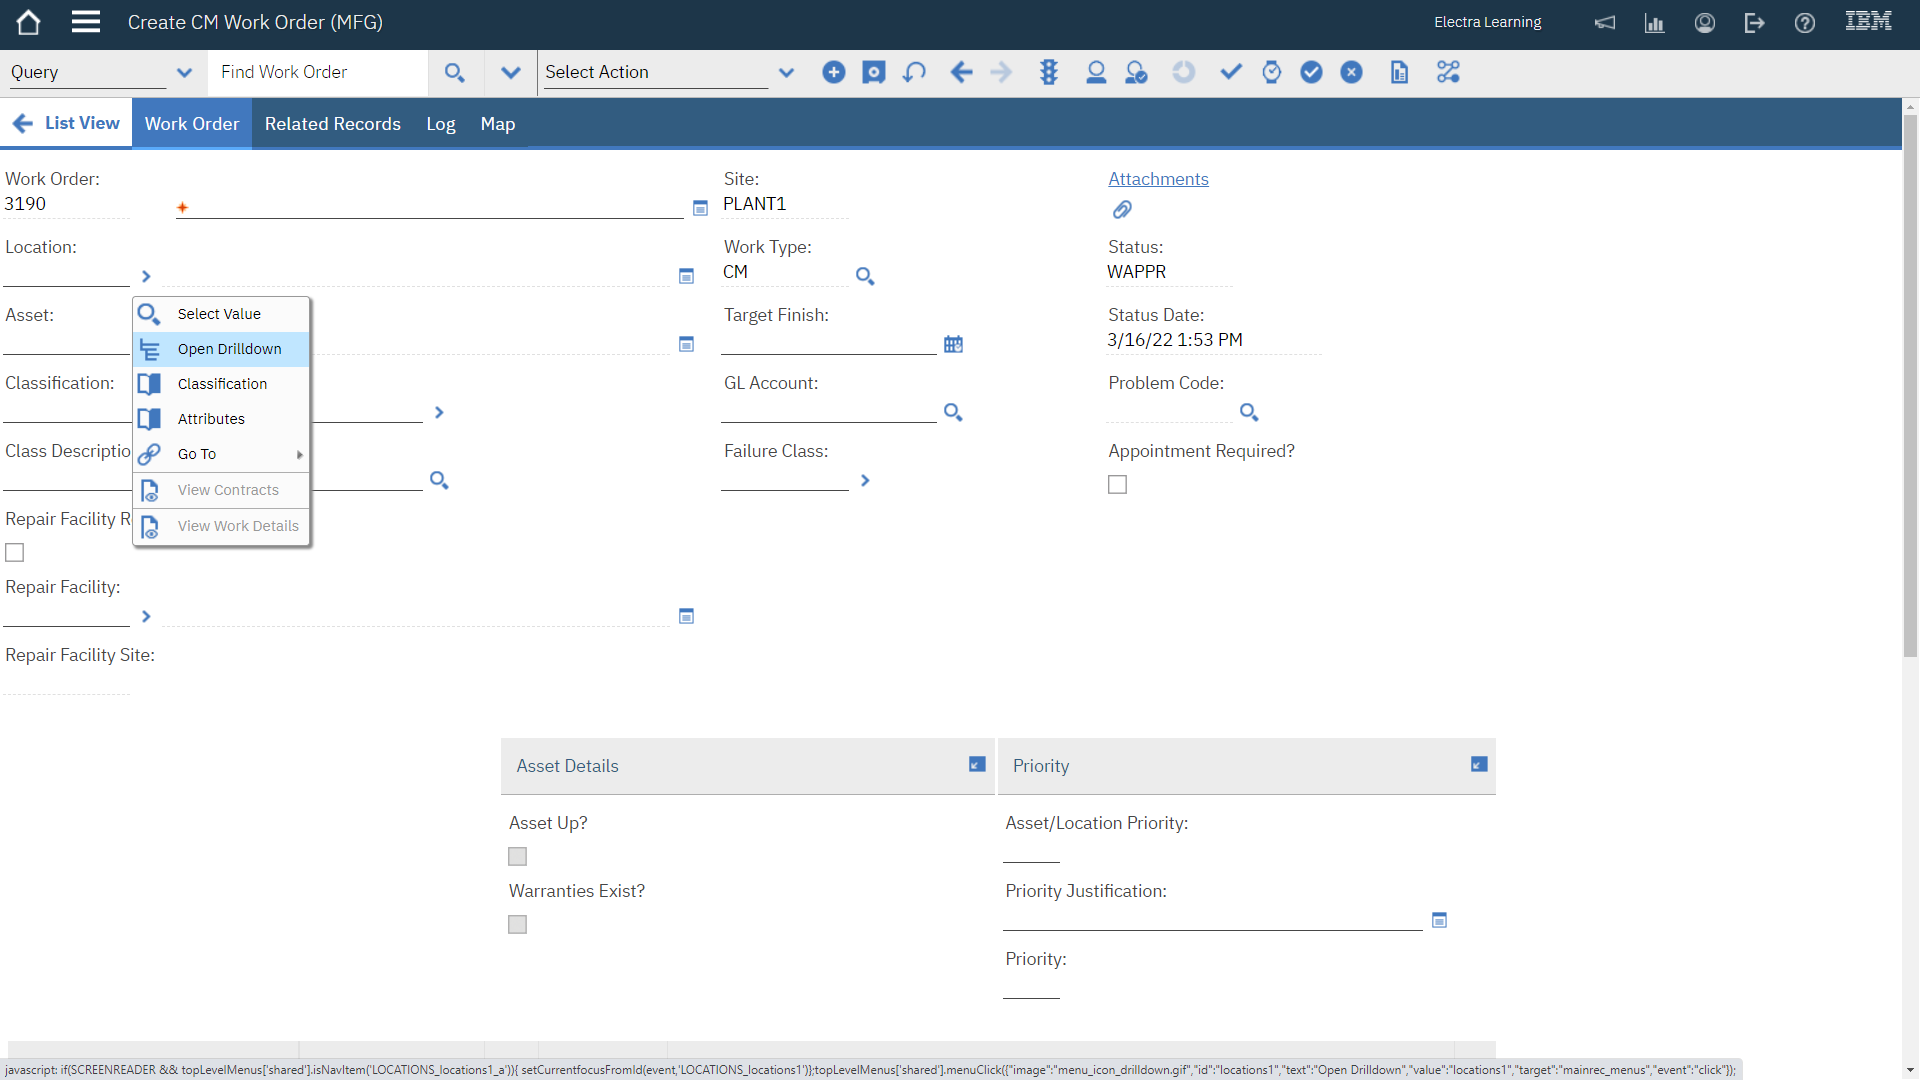 Create CM Work Order (MFG)
Electra Learning
IBM
Query
Find Work Order
Select Action
List View
Work Order
Related Records
Log
Map
Work Order:
3190
Site:
PLANT1
Attachments
Location:
Work Type:
CM
Status:
WAPPR
Asset:
Target Finish:
Status Date:
3/16/22 1:53 PM
Select Value
Open Drilldown
Classification
Attributes
Go To
View Contracts
View Work Details
Classification:
GL Account:
Problem Code:
Class Descriptio
Failure Class:
Appointment Required?
Repair Facility R
Repair Facility:
Repair Facility Site:
Asset Details
Priority
Asset Up?
Asset/Location Priority:
Warranties Exist?
Priority Justification:
Priority:
javascript: if(SCREENREADER && topLevelMenus['shared'].isNavItem('LOCATIONS_locations1_a')){ setCurrentfocusFromId(event,'LOCATIONS_locations1')};topLevelMenus['shared'].menuClick({"image":"menu_icon_drilldown.gif","id":"locations1","text":"Open Drilldown","value":"locations1","target":"mainrec_menus","event":"click"});